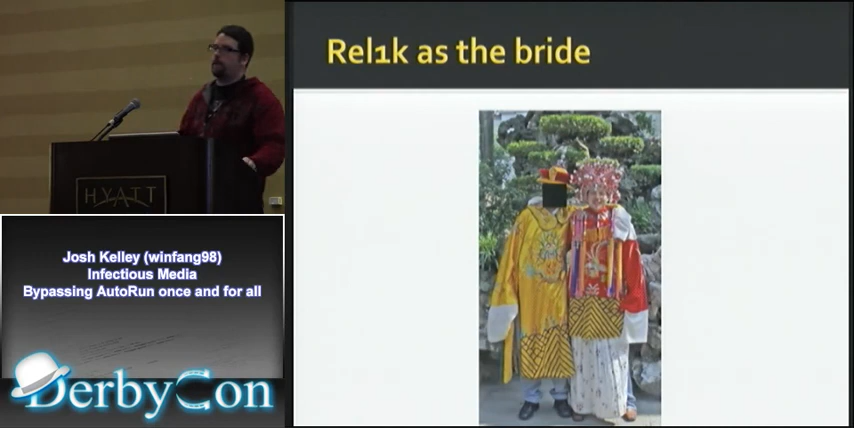 Rel1k as the bride
HYATT
Josh Kelley (winfang98)
Infectious Media
Bypassing AutoRun once and for all
DerbyCon